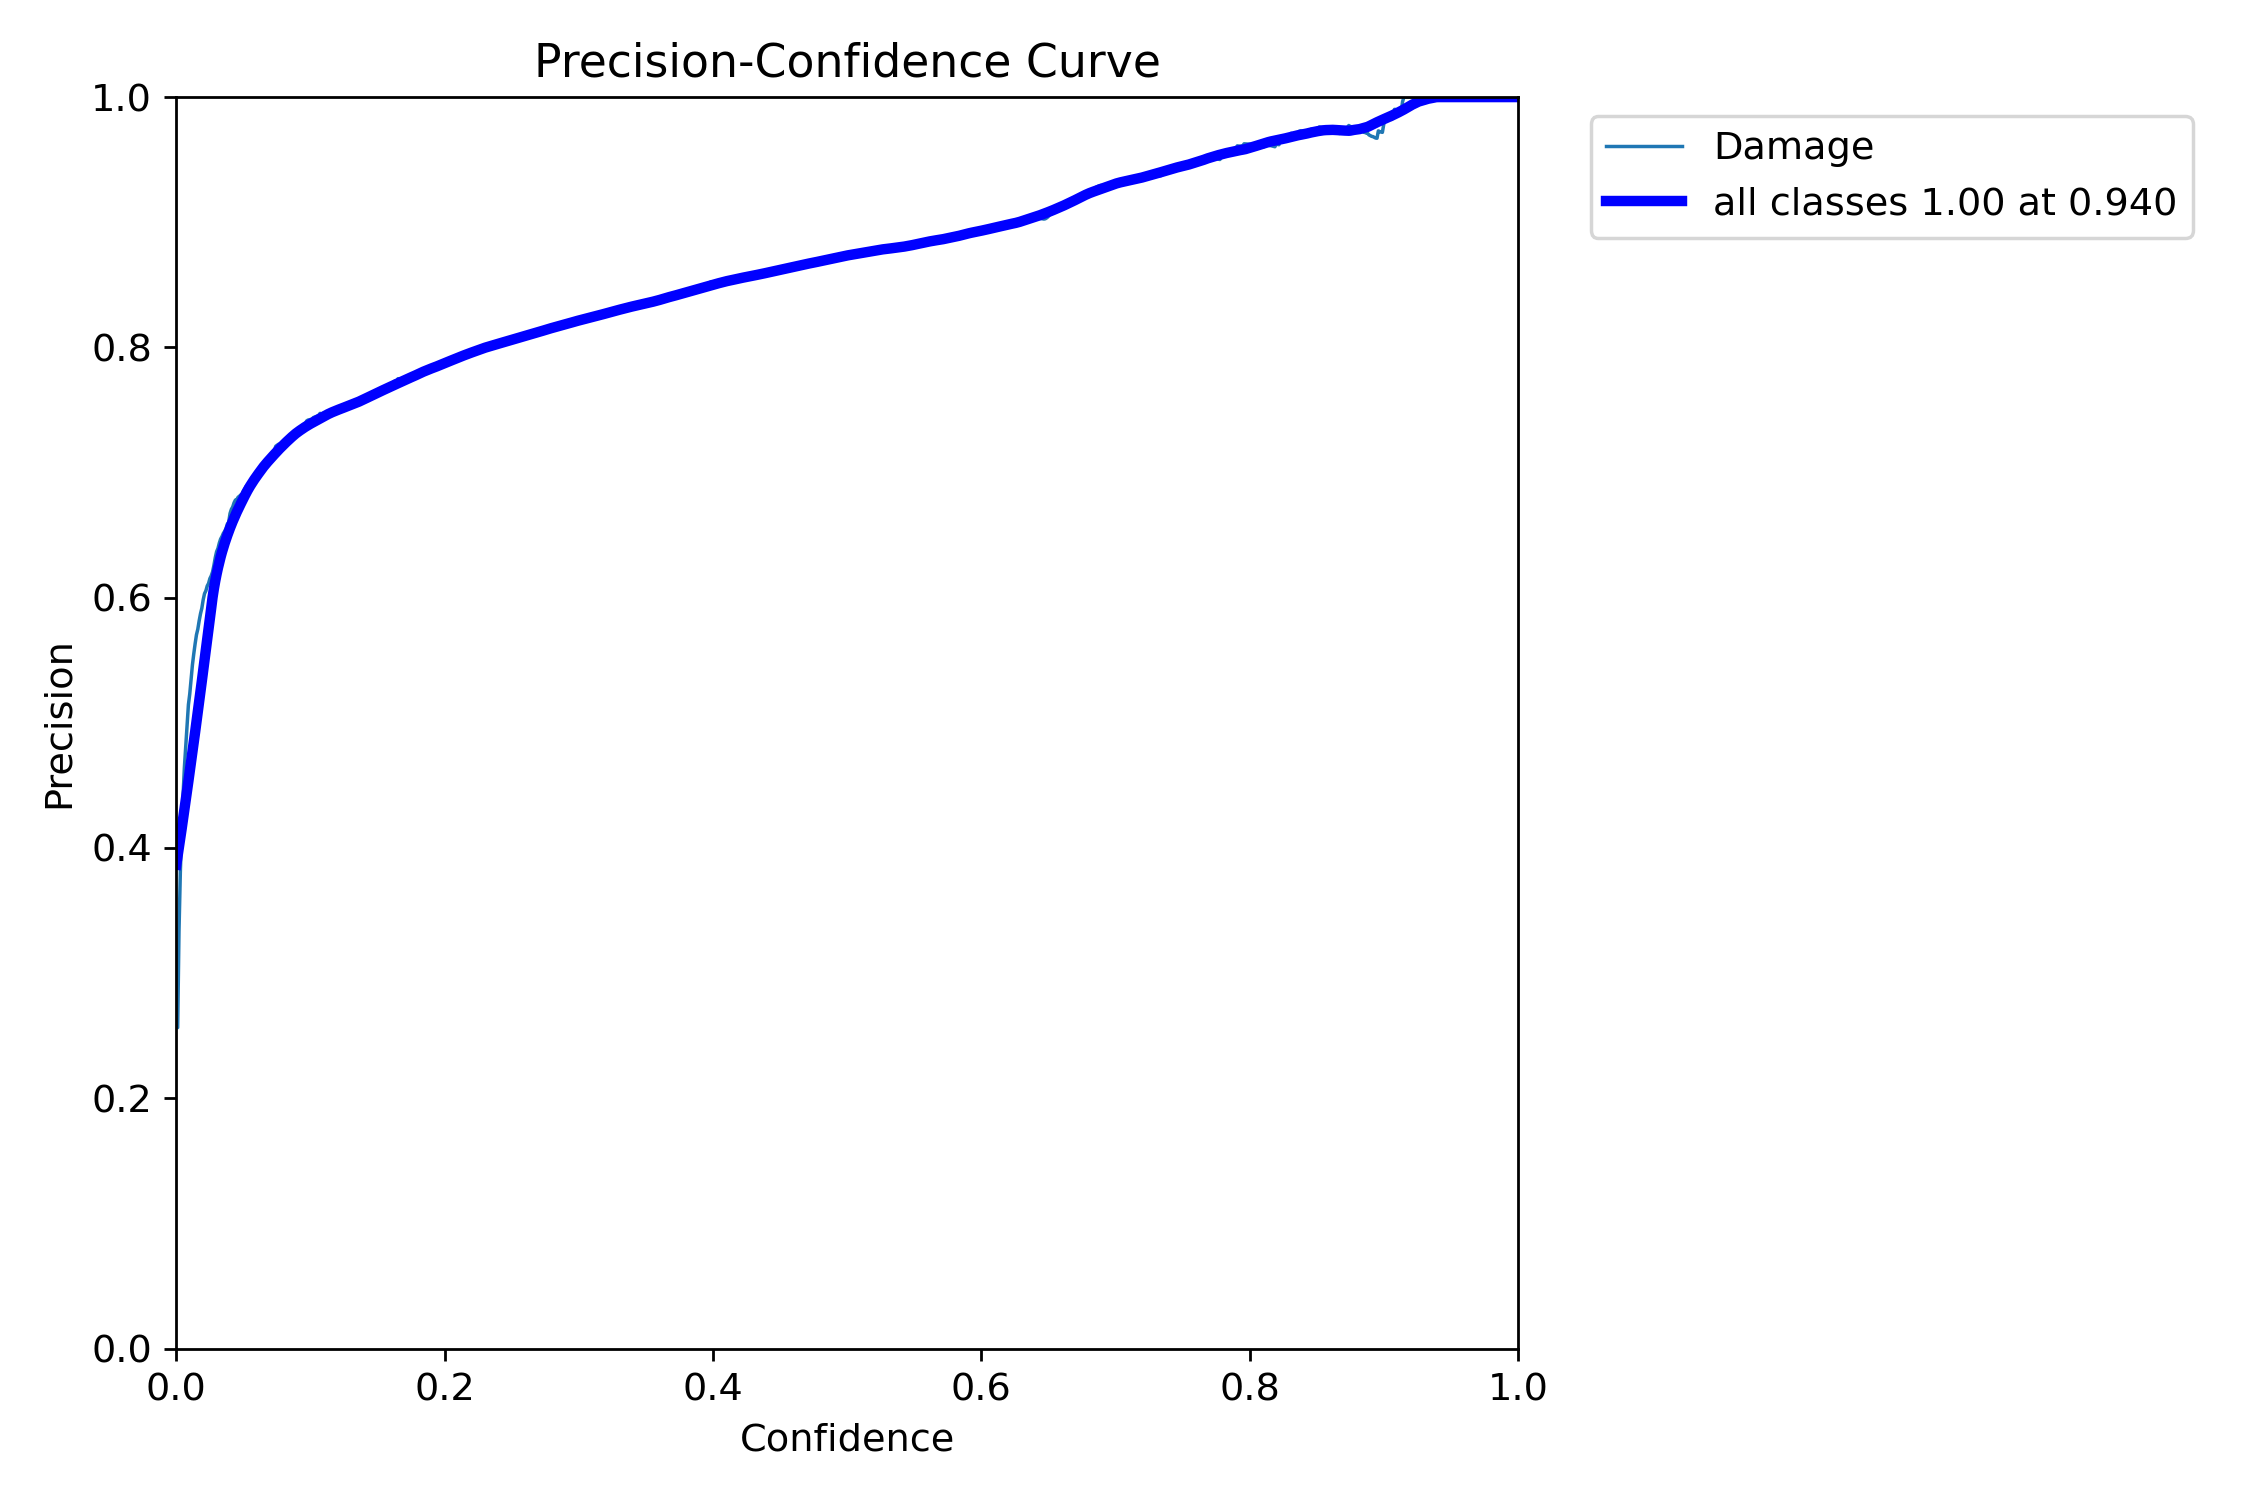 Precision-Confidence Curve
1.0
0.8
0.6
0.4
0.2
0.0
Precision
0.0 0.2 0.4 0.6 0.8 1.0
Confidence
Damage
all classes 1.00 at 0.940